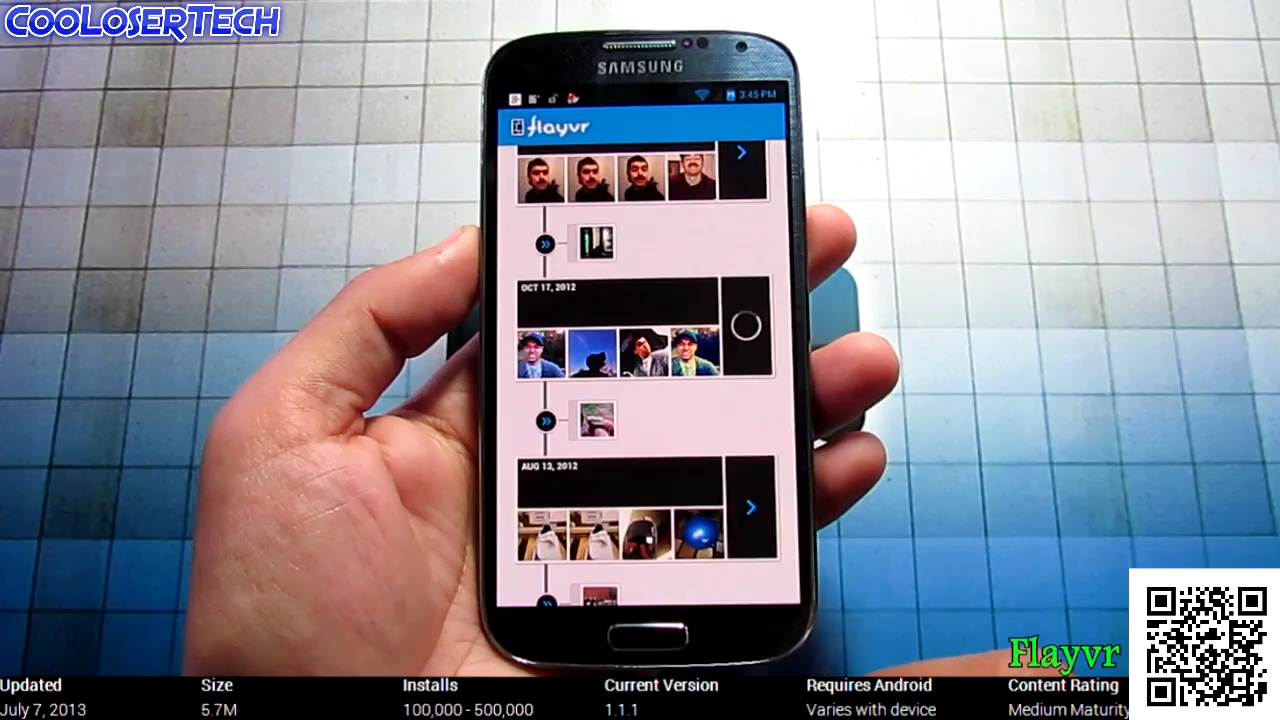 COOLOSERTECH
SAMSUNG
3:45 PM
flayvr
OCT 17, 2012
AUG 13, 2012
Flayvr
Updated
July 7, 2013
Size
5.7M
Installs
100,000 - 500,000
Current Version
1.1.1
Requires Android
Varies with device
Content Rating
Medium Maturity